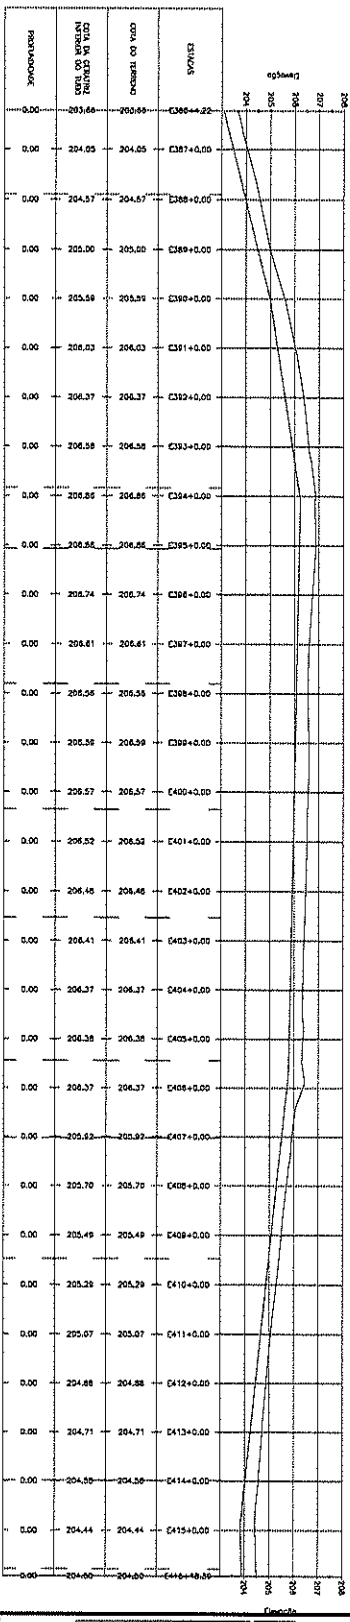 PROFUNDIDADE
COTA DA GERATRIZ
INFERIOR DO TUBO
COTA DO TERRENO
ESTACAS
Elevação
204 205 206 207 208
0.00 203.68 203.68 E386+4.22
0.00 204.05 204.05 E387+0.00
0.00 204.57 204.57 E388+0.00
0.00 205.00 205.00 E389+0.00
0.00 205.59 205.59 E390+0.00
0.00 206.03 206.03 E391+0.00
0.00 206.37 206.37 E392+0.00
0.00 206.58 206.58 E393+0.00
0.00 206.86 206.86 E394+0.00
0.00 206.88 206.88 E395+0.00
0.00 206.74 206.74 E396+0.00
0.00 206.61 206.61 E397+0.00
0.00 206.56 206.56 E398+0.00
0.00 206.59 206.59 E399+0.00
0.00 206.57 206.57 E400+0.00
0.00 206.52 206.52 E401+0.00
0.00 206.46 206.46 E402+0.00
0.00 206.41 206.41 E403+0.00
0.00 206.37 206.37 E404+0.00
0.00 206.38 206.38 E405+0.00
0.00 206.37 206.37 E406+0.00
0.00 205.92 205.92 E407+0.00
0.00 205.70 205.70 E408+0.00
0.00 205.49 205.49 E409+0.00
0.00 205.29 205.29 E410+0.00
0.00 205.07 205.07 E411+0.00
0.00 204.88 204.88 E412+0.00
0.00 204.71 204.71 E413+0.00
0.00 204.56 204.56 E414+0.00
0.00 204.44 204.44 E415+0.00
0.00
204 205 206 207 208
Elevação